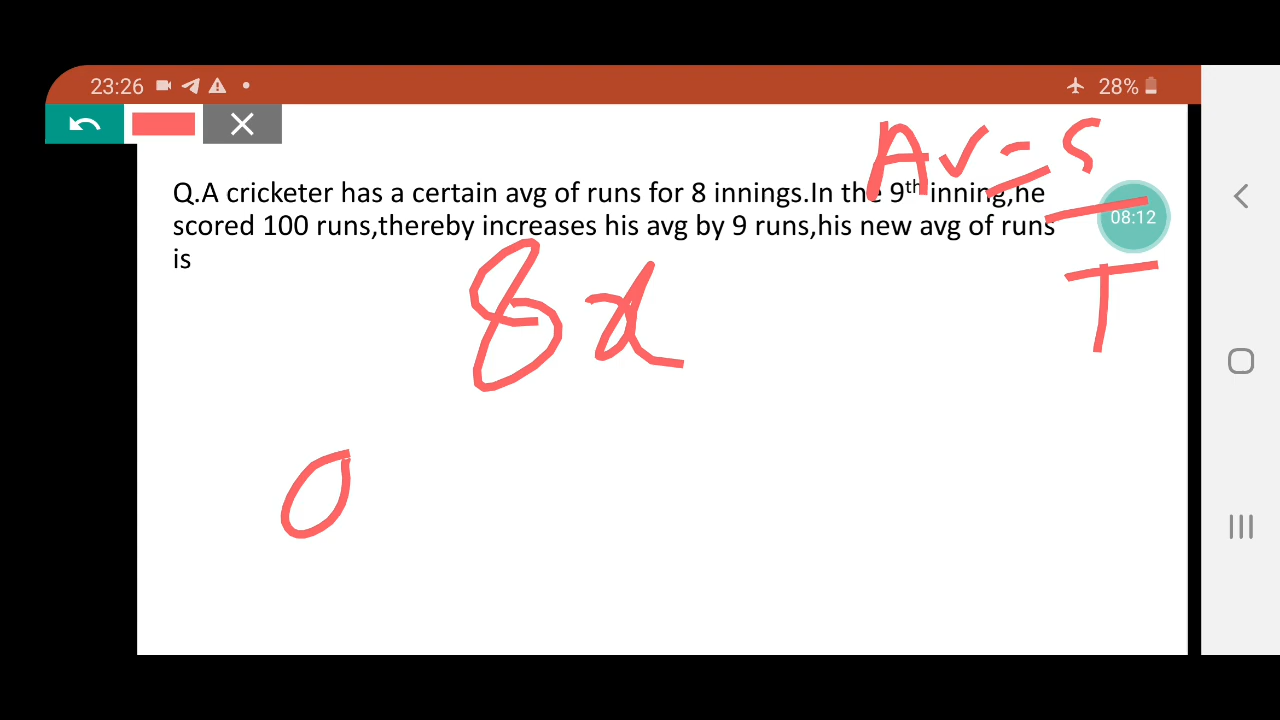 23:26 28%
Av = S
Q.A cricketer has a certain avg of runs for 8 innings.In the 9th inning,he
scored 100 runs,thereby increases his avg by 9 runs,his new avg of runs
08:12
is
T
8x
0